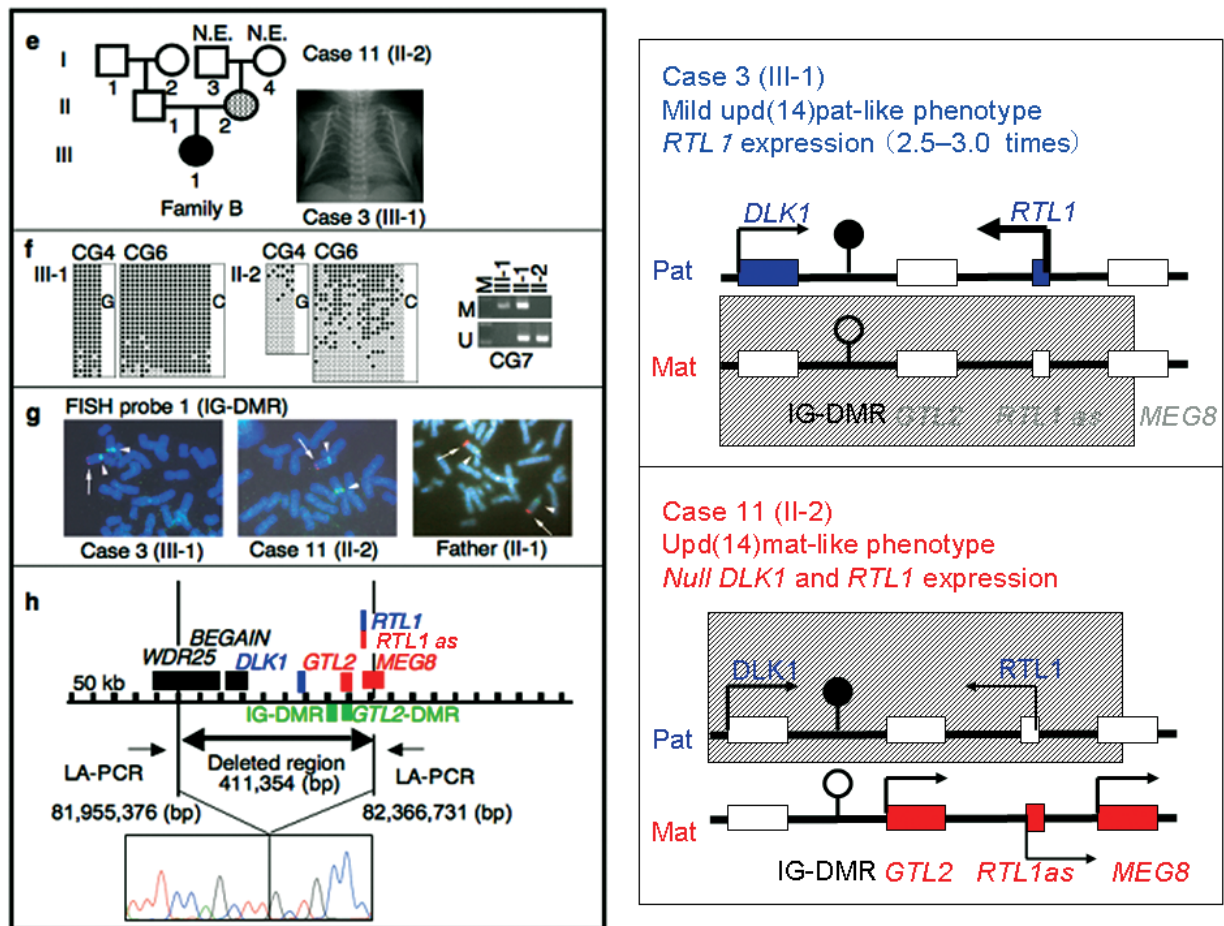 e
N.E. N.E.
I
1 2 3 4
Case 11 (II-2)
II
1 2
III
1
Family B
Case 3 (III-1)
f
CG4 CG6 CG4 CG6
III-1 II-2
G C G C
M III-1 II-1 II-2
M
U
CG7
g
FISH probe 1 (IG-DMR)
Case 3 (III-1) Case 11 (II-2) Father (II-1)
h
RTL1
BEGAIN RTL1 as
WDR25 DLK1 GTL2 MEG8
50 kb
IG-DMR GTL2-DMR
Deleted region
LA-PCR 411,354 (bp) LA-PCR
81,955,376 (bp) 82,366,731 (bp)
Case 3 (III-1)
Mild upd(14)pat-like phenotype
RTL1 expression (2.5–3.0 times)
DLK1 RTL1
Pat
Mat
IG-DMR GTL2 RTL1 as MEG8
Case 11 (II-2)
Upd(14)mat-like phenotype
Null DLK1 and RTL1 expression
DLK1 RTL1
Pat
Mat
IG-DMR GTL2 RTL1as MEG8